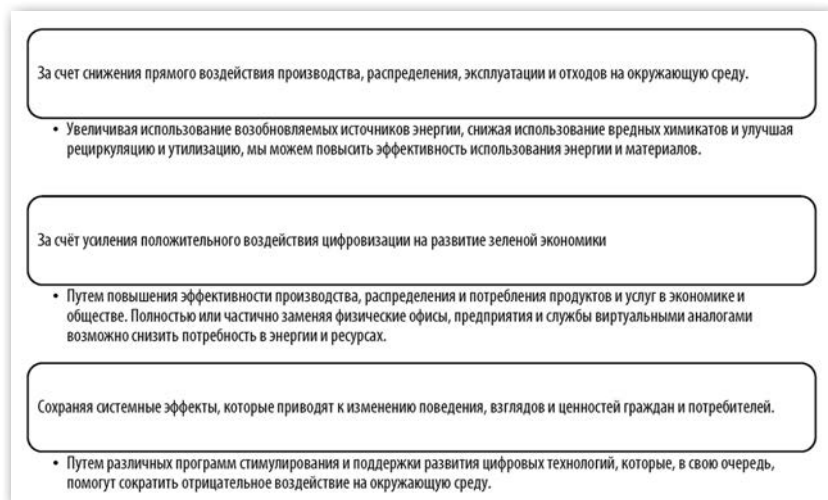 За счет снижения прямого воздействия производства, распределения, эксплуатации и отходов на окружающую среду.
• Увеличивая использование возобновляемых источников энергии, снижая использование вредных химикатов и улучшая
рециркуляцию и утилизацию, мы можем повысить эффективность использования энергии и материалов.
За счёт усиления положительного воздействия цифровизации на развитие зеленой экономики
• Путем повышения эффективности производства, распределения и потребления продуктов и услуг в экономике и
обществе. Полностью или частично заменяя физические офисы, предприятия и службы виртуальными аналогами
возможно снизить потребность в энергии и ресурсах.
Сохраняя системные эффекты, которые приводят к изменению поведения, взглядов и ценностей граждан и потребителей.
• Путем различных программ стимулирования и поддержки развития цифровых технологий, которые, в свою очередь,
помогут сократить отрицательное воздействие на окружающую среду.